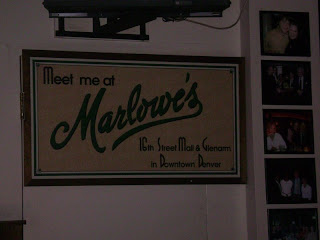 Meet me at
Marlowe's
16th Street Mall & Glenarm
in Downtown Denver